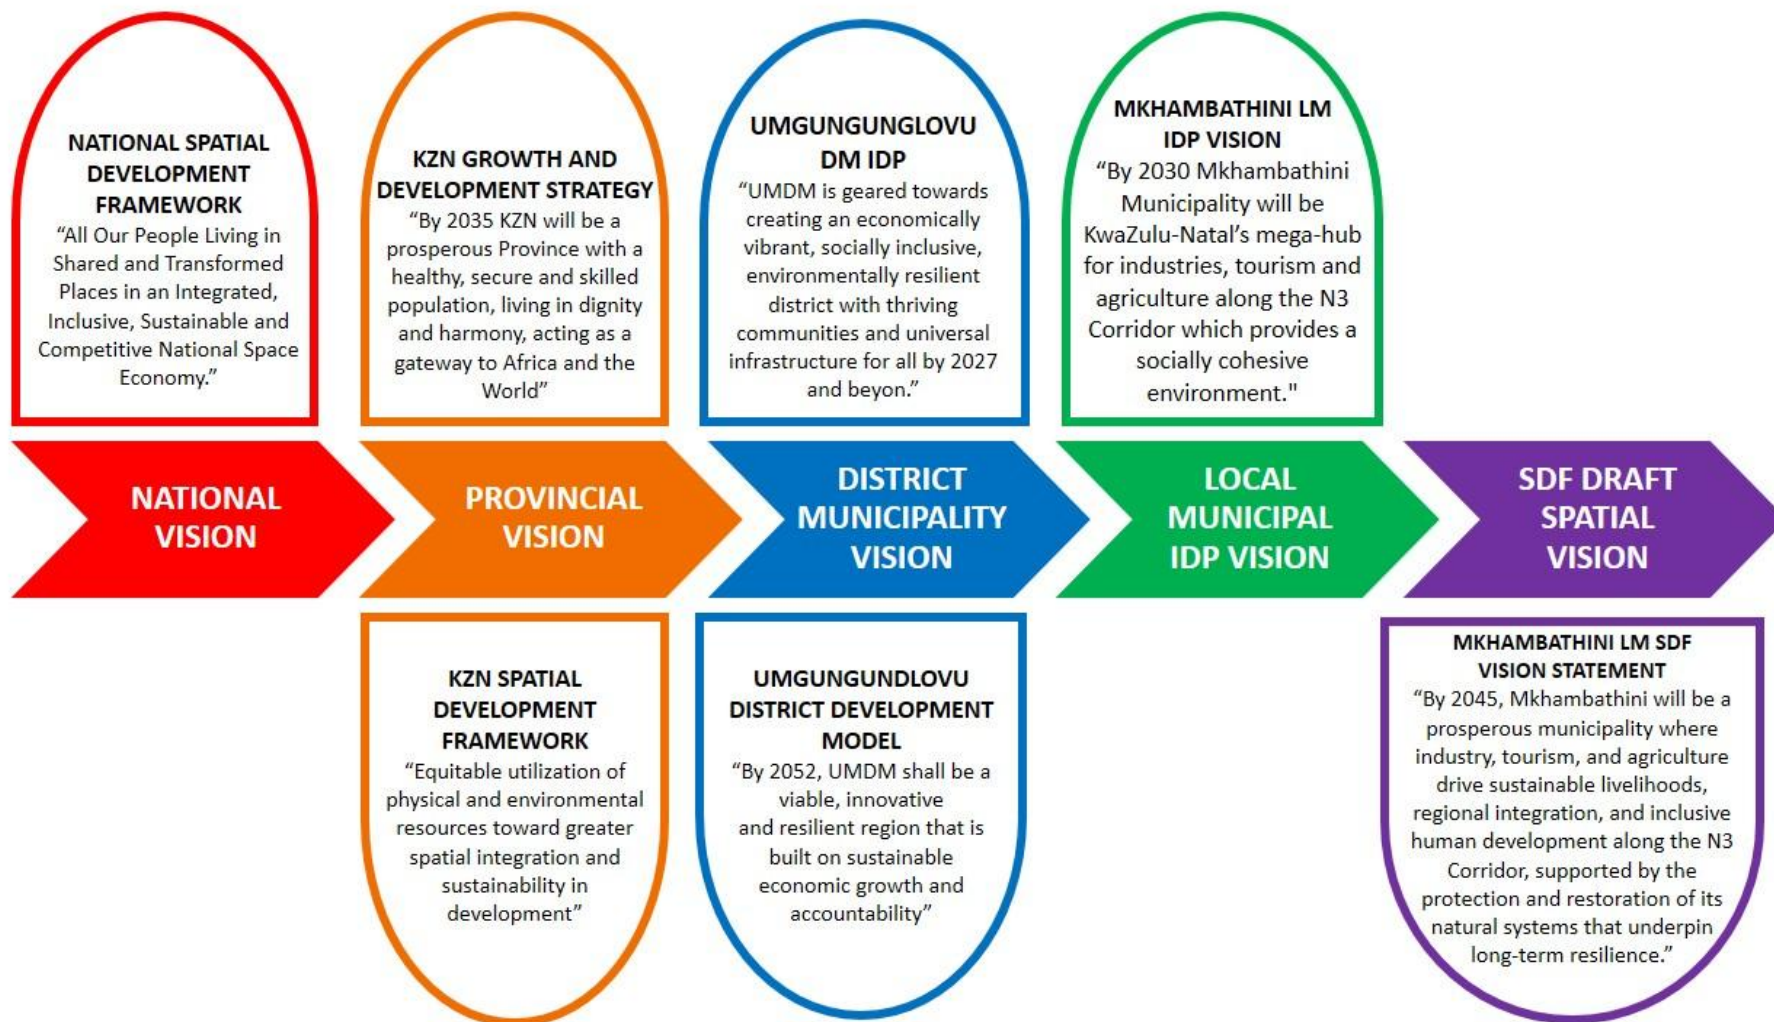 NATIONAL SPATIAL
DEVELOPMENT
FRAMEWORK
“All Our People Living in
Shared and Transformed
Places in an Integrated,
Inclusive, Sustainable and
Competitive National Space
Economy.”
KZN GROWTH AND
DEVELOPMENT STRATEGY
“By 2035 KZN will be a
prosperous Province with a
healthy, secure and skilled
population, living in dignity
and harmony, acting as a
gateway to Africa and the
World”
UMGUNGUNGLOVU
DM IDP
“UMDM is geared towards
creating an economically
vibrant, socially inclusive,
environmentally resilient
district with thriving
communities and universal
infrastructure for all by 2027
and beyon.”
MKHAMBATHINI LM
IDP VISION
“By 2030 Mkhambathini
Municipality will be
KwaZulu-Natal’s mega-hub
for industries, tourism and
agriculture along the N3
Corridor which provides a
socially cohesive
environment."
NATIONAL
VISION
PROVINCIAL
VISION
DISTRICT
MUNICIPALITY
VISION
LOCAL
MUNICIPAL
IDP VISION
SDF DRAFT
SPATIAL
VISION
KZN SPATIAL
DEVELOPMENT
FRAMEWORK
“Equitable utilization of
physical and environmental
resources toward greater
spatial integration and
sustainability in
development”
UMGUNGUNDLOVU
DISTRICT DEVELOPMENT
MODEL
“By 2052, UMDM shall be a
viable, innovative
and resilient region that is
built on sustainable
economic growth and
accountability”
MKHAMBATHINI LM SDF
VISION STATEMENT
“By 2045, Mkhambathini will be a
prosperous municipality where
industry, tourism, and agriculture
drive sustainable livelihoods,
regional integration, and inclusive
human development along the N3
Corridor, supported by the
protection and restoration of its
natural systems that underpin
long-term resilience.”